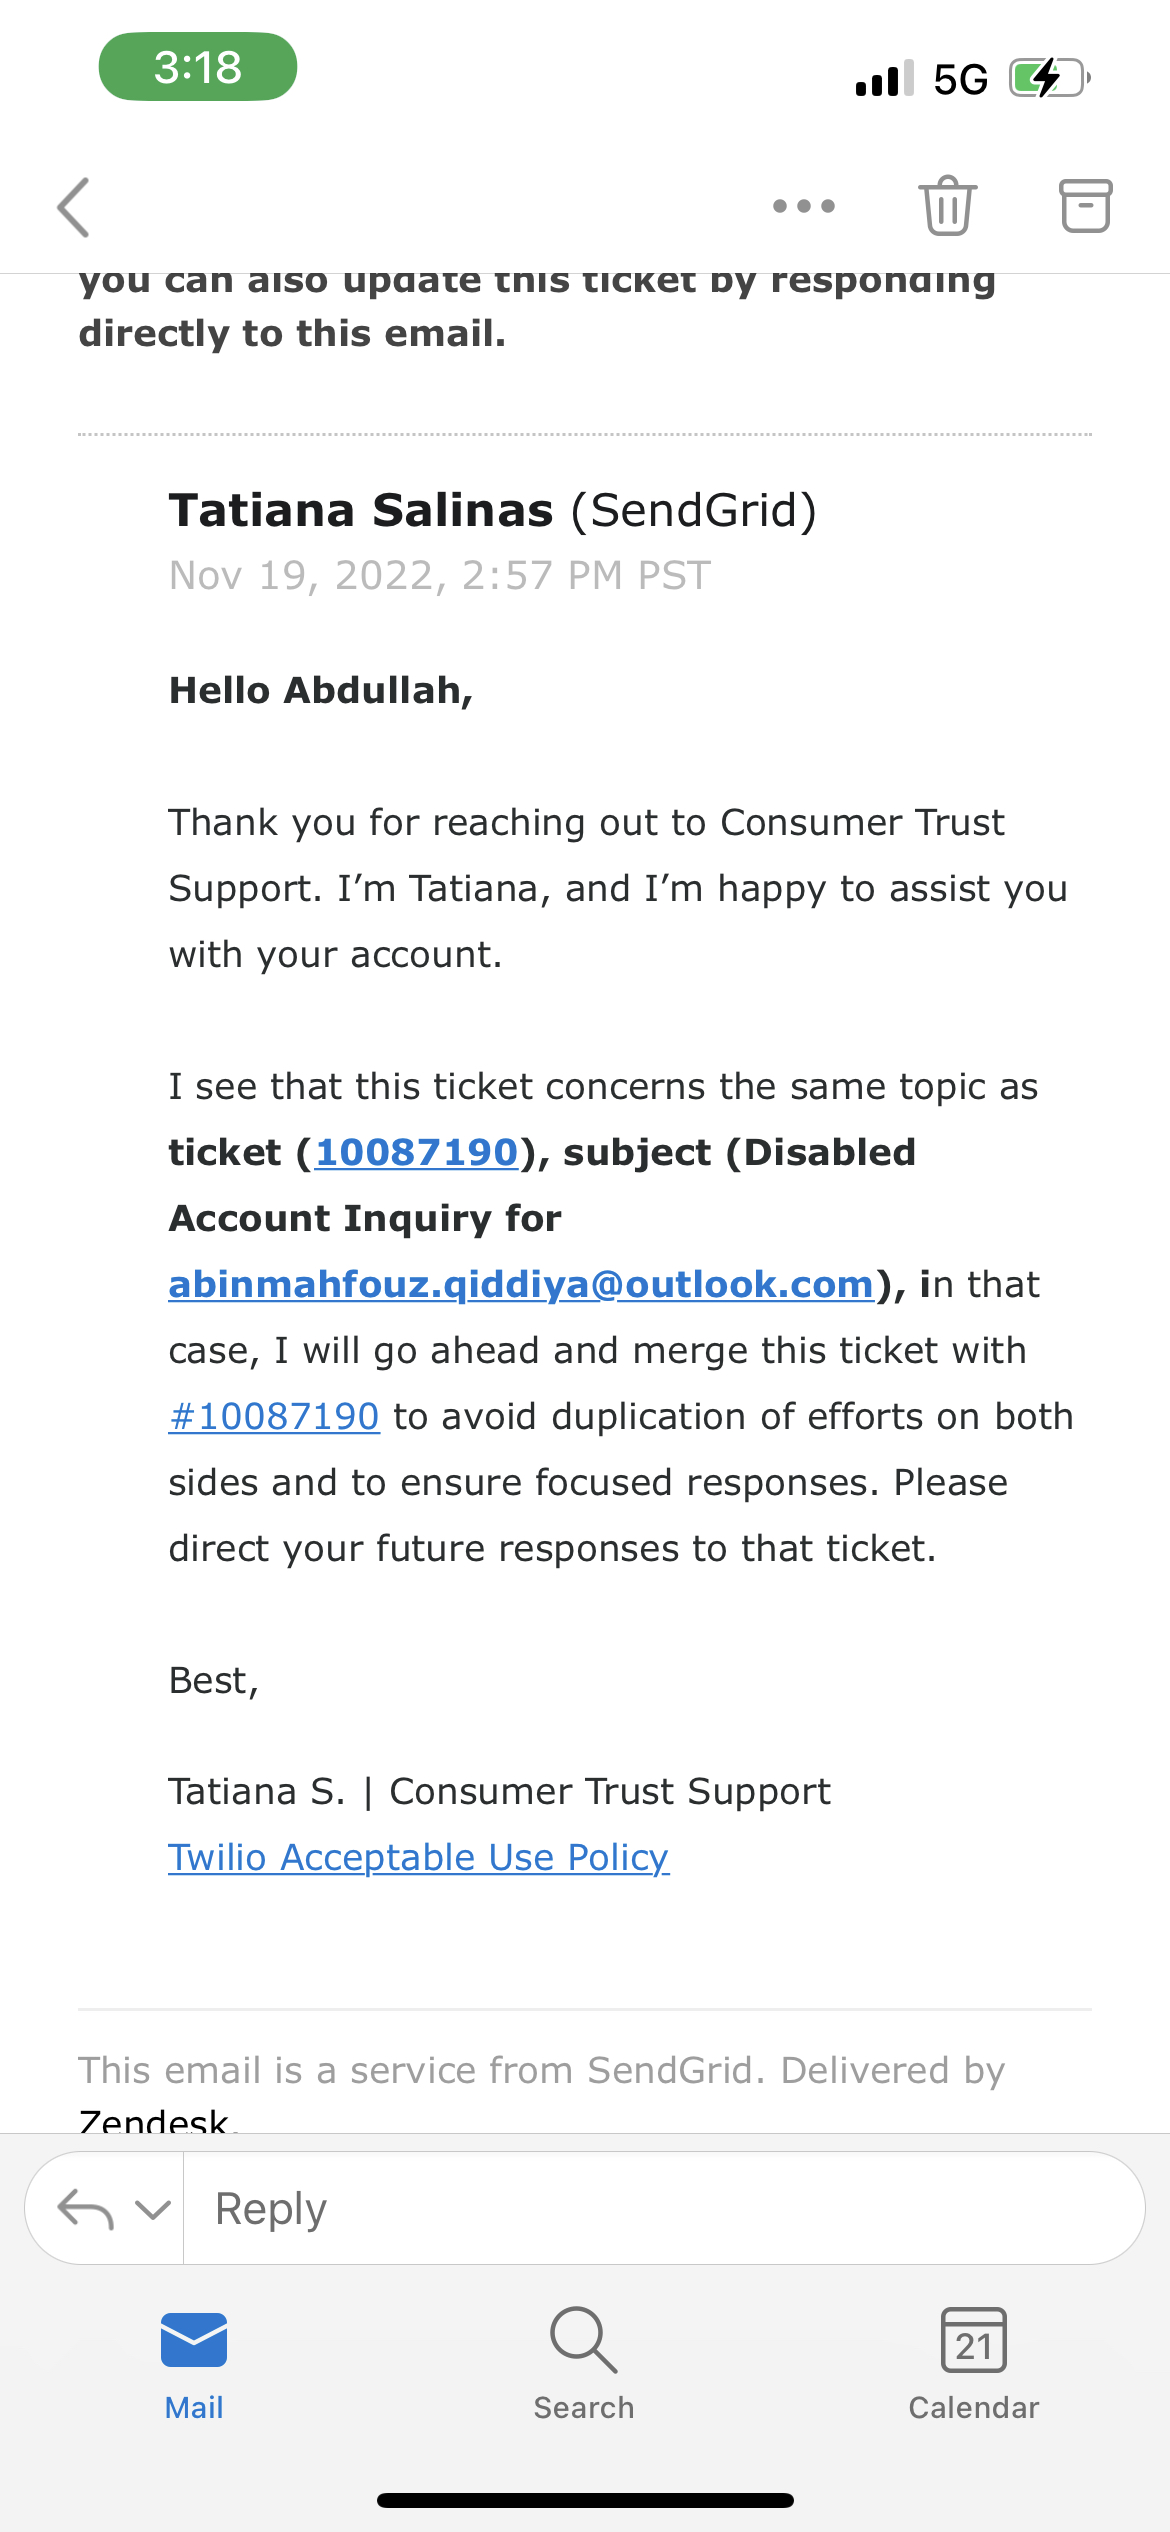 3:18
5G
you can also update this ticket by responding
directly to this email.
Tatiana Salinas (SendGrid)
Nov 19, 2022, 2:57 PM PST
Hello Abdullah,
Thank you for reaching out to Consumer Trust
Support. I’m Tatiana, and I’m happy to assist you
with your account.
I see that this ticket concerns the same topic as
ticket (10087190), subject (Disabled
Account Inquiry for
abinmahfouz.qiddiya@outlook.com), in that
case, I will go ahead and merge this ticket with
#10087190 to avoid duplication of efforts on both
sides and to ensure focused responses. Please
direct your future responses to that ticket.
Best,
Tatiana S. | Consumer Trust Support
Twilio Acceptable Use Policy
This email is a service from SendGrid. Delivered by
Zendesk.
Reply
21
Mail
Search
Calendar